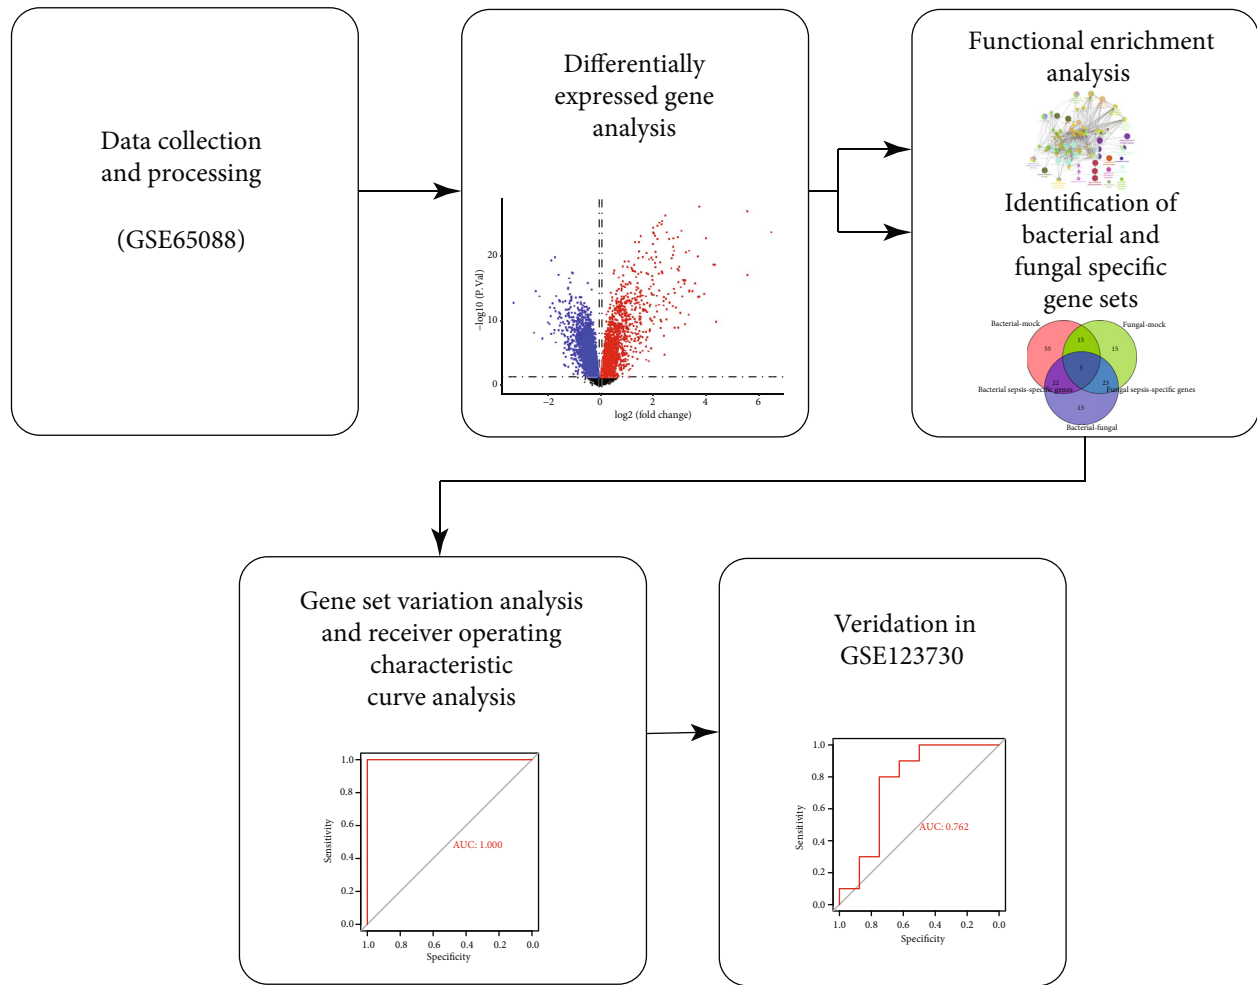 Data collection
and processing
(GSE65088)
Differentially
expressed gene
analysis
−log10 (P. Val)
20
10
0
−2
0
2
4
6
log2 (fold change)
Functional enrichment
analysis
Identification of
bacterial and
fungal specific
gene sets
Bacterial-mock
Fungal-mock
55
15
15
3
22
23
Bacterial sepsis-specific genes
Fungal sepsis-specific genes
13
Bacterial-fungal
Gene set variation analysis
and receiver operating
characteristic
curve analysis
Sensitivity
1.0
0.8
0.6
0.4
0.2
0.0
AUC: 1.000
1.0
0.8
0.6
0.4
0.2
0.0
Specificity
Veridation in
GSE123730
Sensitivity
1.0
0.8
0.6
0.4
0.2
0.0
AUC: 0.762
1.0
0.8
0.6
0.4
0.2
0.0
Specificity